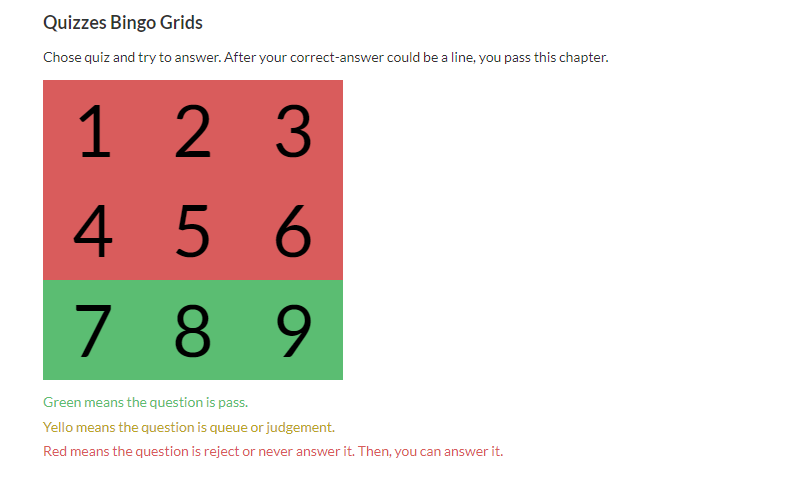 Quizzes Bingo Grids
Chose quiz and try to answer. After your correct-answer could be a line, you pass this chapter.
1 2 3
4 5 6
7 8 9
Green means the question is pass.
Yello means the question is queue or judgement.
Red means the question is reject or never answer it. Then, you can answer it.